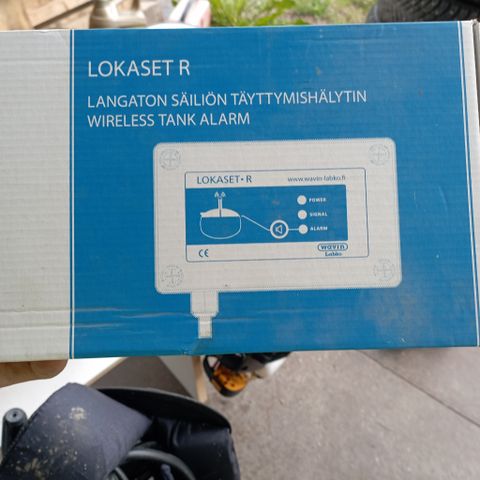 LOKASET R
LANGATON SÄILIÖN TÄYTTYMISHÄLYTIN
WIRELESS TANK ALARM
LOKASET • R www.wavin-labko.fi
POWER
SIGNAL
ALARM
CE
wavin
Labko